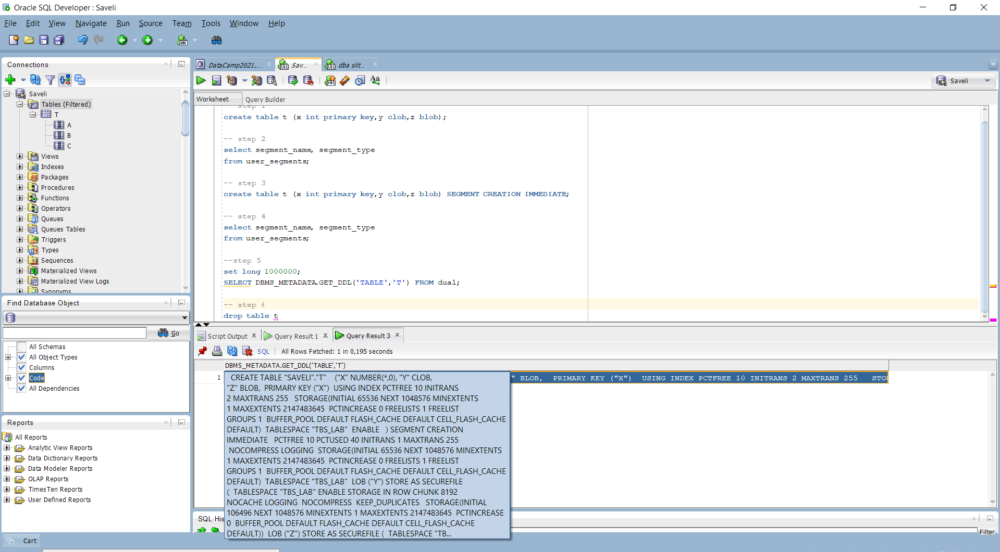 Oracle SQL Developer : Saveli
File Edit View Navigate Run Source Team Tools Window Help
Connections
Saveli
Tables (Filtered)
T
A
B
C
Views
Indexes
Packages
Procedures
Functions
Operators
Queues
Queues Tables
Triggers
Types
Sequences
Materialized Views
Materialized View Logs
Synonyms
Find Database Object
Go
All Schemas
All Object Types
Columns
Code
All Dependencies
Reports
All Reports
Analytic View Reports
Data Dictionary Reports
Data Modeler Reports
OLAP Reports
TimesTen Reports
User Defined Reports
Cart
DataCamp2021.... Sav... dba slit...
Saveli
Worksheet Query Builder
-- step 1
create table t (x int primary key,y clob,z blob);
-- step 2
select segment_name, segment_type
from user_segments;
-- step 3
create table t (x int primary key,y clob,z blob) SEGMENT CREATION IMMEDIATE;
-- step 4
select segment_name, segment_type
from user_segments;
--step 5
set long 1000000;
SELECT DBMS_METADATA.GET_DDL('TABLE','T') FROM dual;
-- step 6
drop table t
Script Output Query Result 1 Query Result 3
SQL All Rows Fetched: 1 in 0,195 seconds
DBMS_METADATA.GET_DDL('TABLE','T')
1 " BLOB, PRIMARY KEY ("X") USING INDEX PCTFREE 10 INITRANS 2 MAXTRANS 255 STO
CREATE TABLE "SAVELI"."T" ("X" NUMBER(*,0), "Y" CLOB,
"Z" BLOB, PRIMARY KEY ("X") USING INDEX PCTFREE 10 INITRANS
2 MAXTRANS 255 STORAGE(INITIAL 65536 NEXT 1048576 MINEXTENTS
1 MAXEXTENTS 2147483645 PCTINCREASE 0 FREELISTS 1 FREELIST
GROUPS 1 BUFFER_POOL DEFAULT FLASH_CACHE DEFAULT CELL_FLASH_CACHE
DEFAULT) TABLESPACE "TBS_LAB" ENABLE ) SEGMENT CREATION
IMMEDIATE PCTFREE 10 PCTUSED 40 INITRANS 1 MAXTRANS 255
NOCOMPRESS LOGGING STORAGE(INITIAL 65536 NEXT 1048576 MINEXTENTS
1 MAXEXTENTS 2147483645 PCTINCREASE 0 FREELISTS 1 FREELIST
GROUPS 1 BUFFER_POOL DEFAULT FLASH_CACHE DEFAULT CELL_FLASH_CACHE
DEFAULT) TABLESPACE "TBS_LAB" LOB ("Y") STORE AS SECUREFILE
( TABLESPACE "TBS_LAB" ENABLE STORAGE IN ROW CHUNK 8192
NOCACHE LOGGING NOCOMPRESS KEEP_DUPLICATES STORAGE(INITIAL
106496 NEXT 1048576 MINEXTENTS 1 MAXEXTENTS 2147483645 PCTINCREASE
0 BUFFER_POOL DEFAULT FLASH_CACHE DEFAULT CELL_FLASH_CACHE
DEFAULT)) LOB ("Z") STORE AS SECUREFILE ( TABLESPACE "TB...
SQL His
Filter